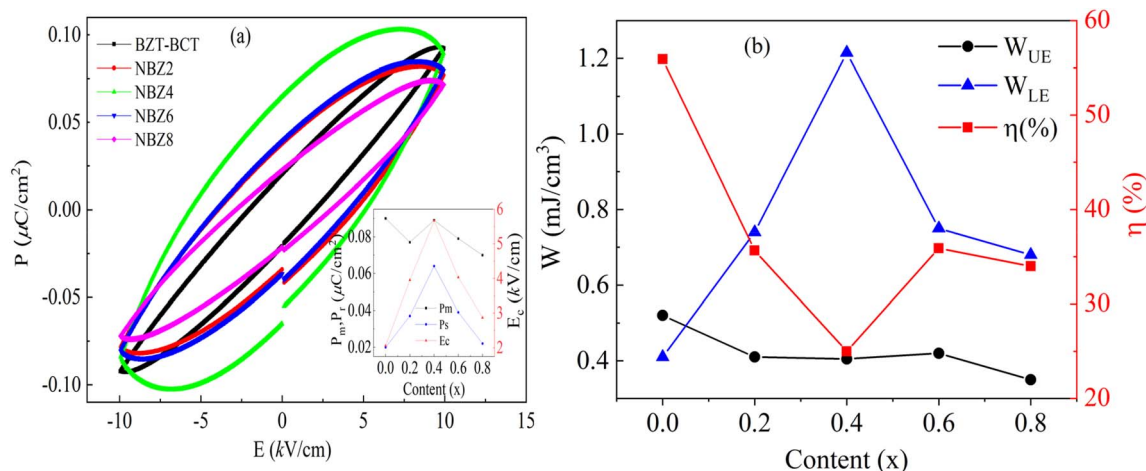 (a)
BZT-BCT
NBZ2
NBZ4
NBZ6
NBZ8
0.10
0.05
0.00
-0.05
-0.10
P (μC/cm²)
-10
-5
0
5
10
E (kV/cm)
0.08
0.06
0.04
0.02
Pm,Pr (μC/cm²)
6
5
4
3
2
Ec (kV/cm)
Pm
Ps
Ec
0.0 0.2 0.4 0.6 0.8
Content (x)
(b)
W_UE
W_LE
η(%)
1.2
1.0
0.8
0.6
0.4
W (mJ/cm³)
60
50
40
30
20
η (%)
0.0 0.2 0.4 0.6 0.8
Content (x)